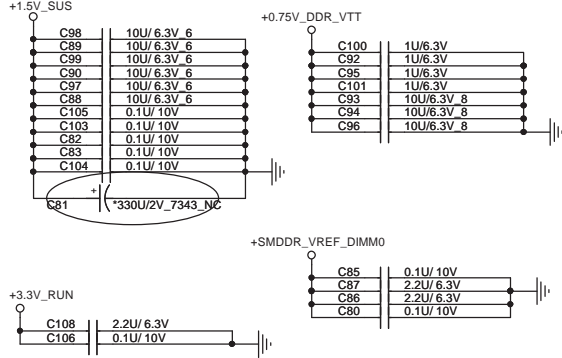 +1.5V_SUS
C98 10U/ 6.3V_6
C89 10U/ 6.3V_6
C99 10U/ 6.3V_6
C90 10U/ 6.3V_6
C97 10U/ 6.3V_6
C88 10U/ 6.3V_6
C105 0.1U/ 10V
C103 0.1U/ 10V
C82 0.1U/ 10V
C83 0.1U/ 10V
C104 0.1U/ 10V
+
C81 *330U/2V_7343_NC
+0.75V_DDR_VTT
C100 1U/6.3V
C92 1U/6.3V
C95 1U/6.3V
C101 1U/6.3V
C93 10U/6.3V_8
C94 10U/6.3V_8
C96 10U/6.3V_8
+SMDDR_VREF_DIMM0
C85 0.1U/ 10V
C87 2.2U/ 6.3V
C86 2.2U/ 6.3V
C80 0.1U/ 10V
+3.3V_RUN
C108 2.2U/ 6.3V
C106 0.1U/ 10V